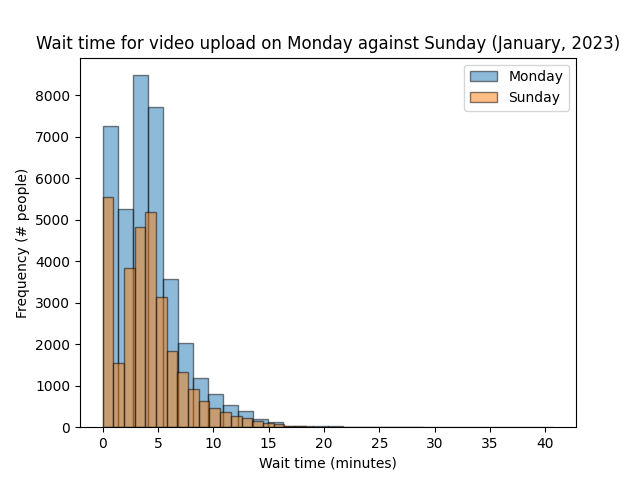 Wait time for video upload on Monday against Sunday (January, 2023)
Monday
Sunday
Frequency (# people)
8000
7000
6000
5000
4000
3000
2000
1000
0
0 5 10 15 20 25 30 35 40
Wait time (minutes)